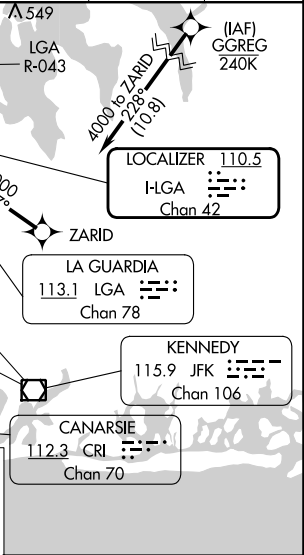 549
LGA
R-043
(IAF)
GGREG
240K
4000 to ZARID
228°
(10.8)
LOCALIZER 110.5
I-LGA
Chan 42
ZARID
LA GUARDIA
113.1 LGA
Chan 78
KENNEDY
115.9 JFK
Chan 106
CANARSIE
112.3 CRI
Chan 70